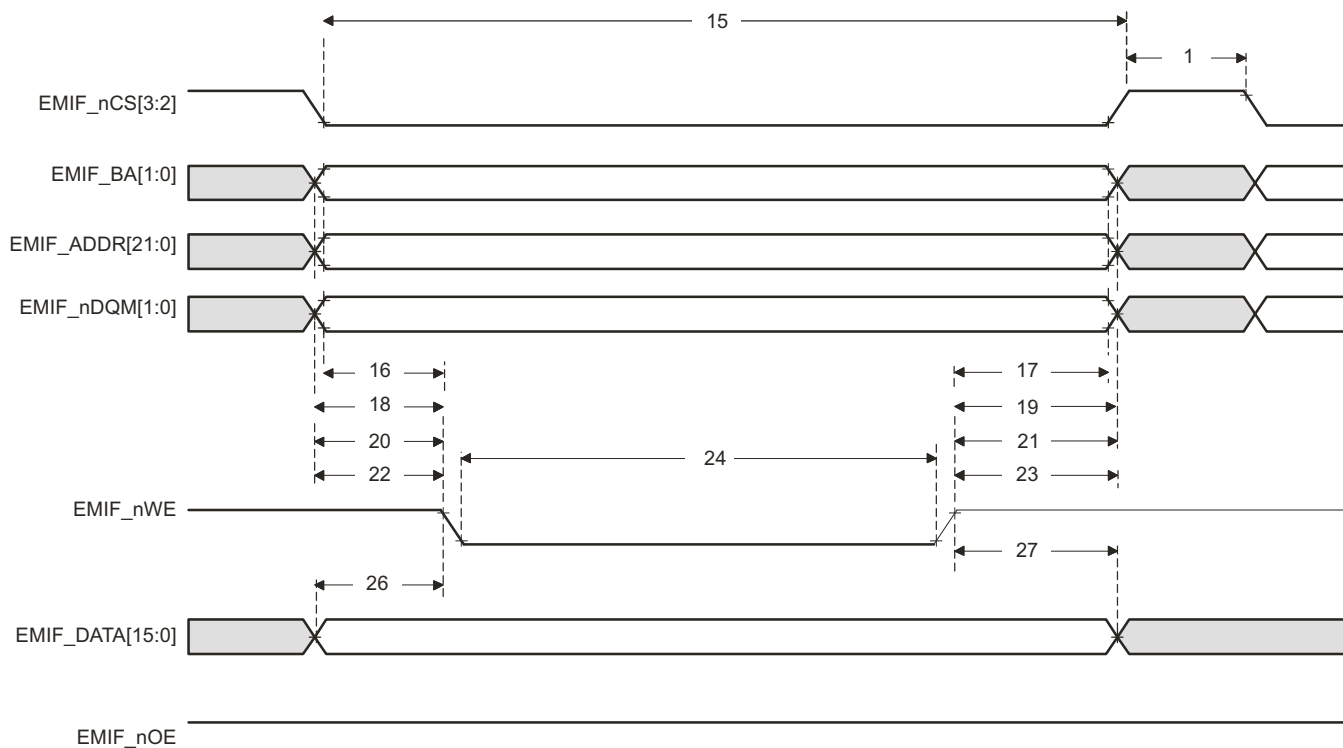 15
1
EMIF_nCS[3:2]
EMIF_BA[1:0]
EMIF_ADDR[21:0]
EMIF_nDQM[1:0]
16 17
18 19
20 21
24
22 23
EMIF_nWE
27
26
EMIF_DATA[15:0]
EMIF_nOE